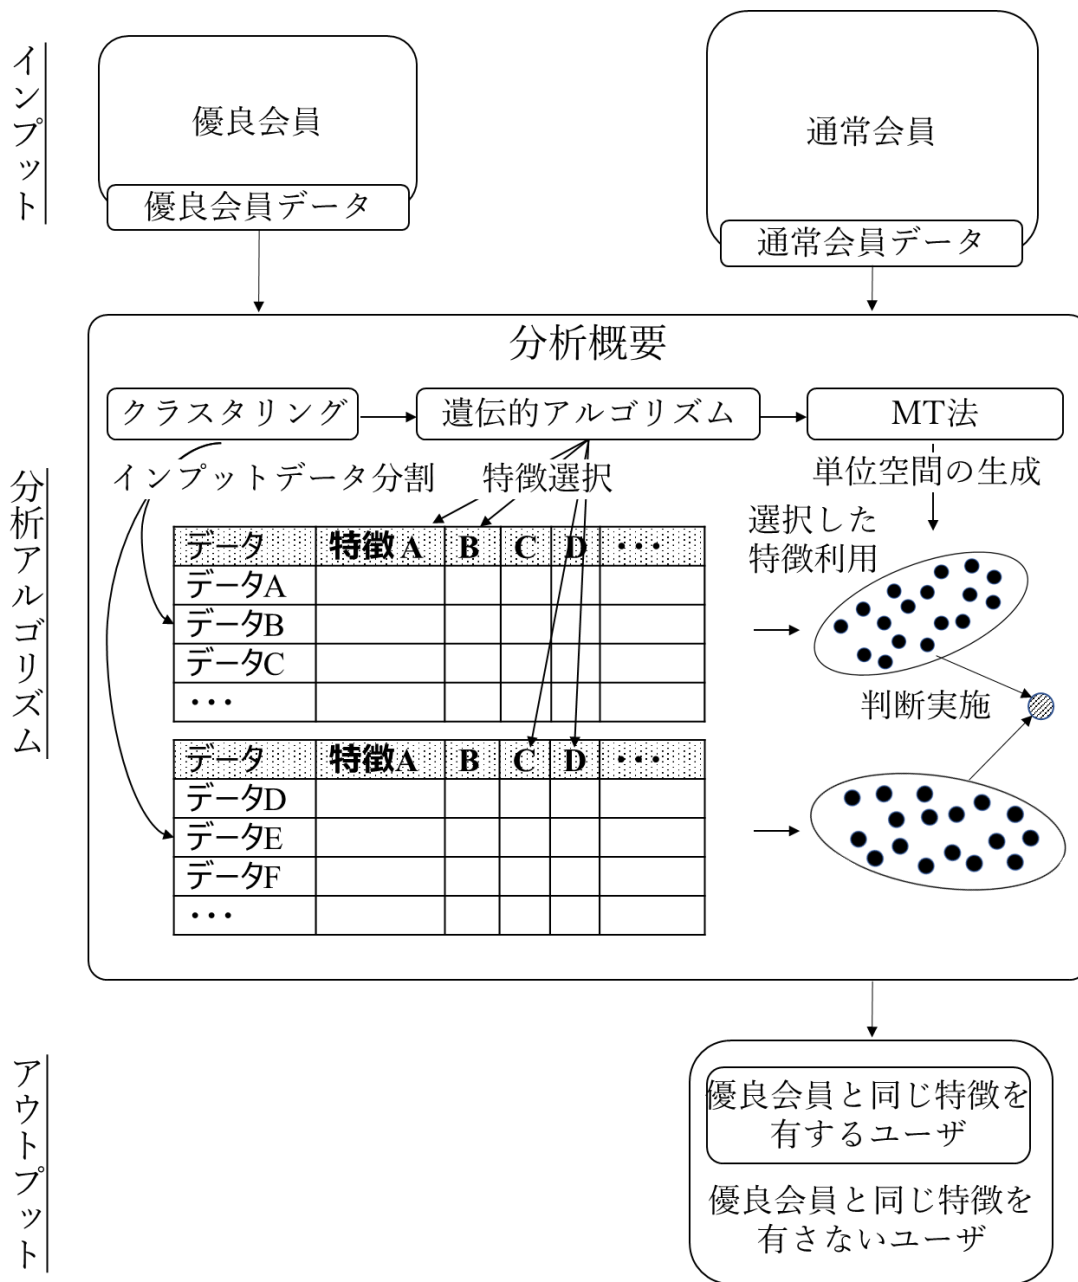 インプット
優良会員
優良会員データ
通常会員
通常会員データ
分析アルゴリズム
分析概要
クラスタリング
遺伝的アルゴリズム
MT法
インプットデータ分割
特徴選択
単位空間の生成
選択した
特徴利用
データ 特徴A B C D ・・・
データA
データB
データC
・・・
データ 特徴A B C D ・・・
データD
データE
データF
・・・
判断実施
アウトプット
優良会員と同じ特徴を
有するユーザ
優良会員と同じ特徴を
有さないユーザ